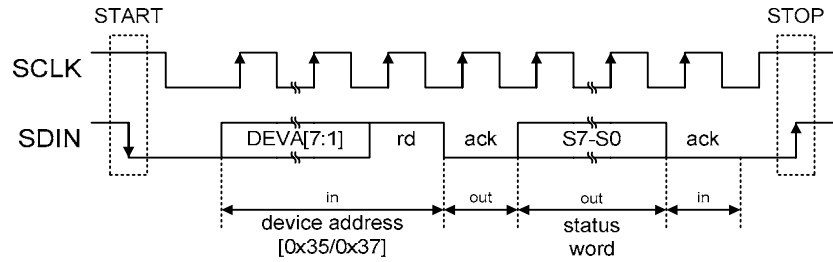 START
STOP
SCLK
SDIN
DEVA[7:1]
rd
ack
S7-S0
ack
in
out
out
in
device address
[0x35/0x37]
status
word